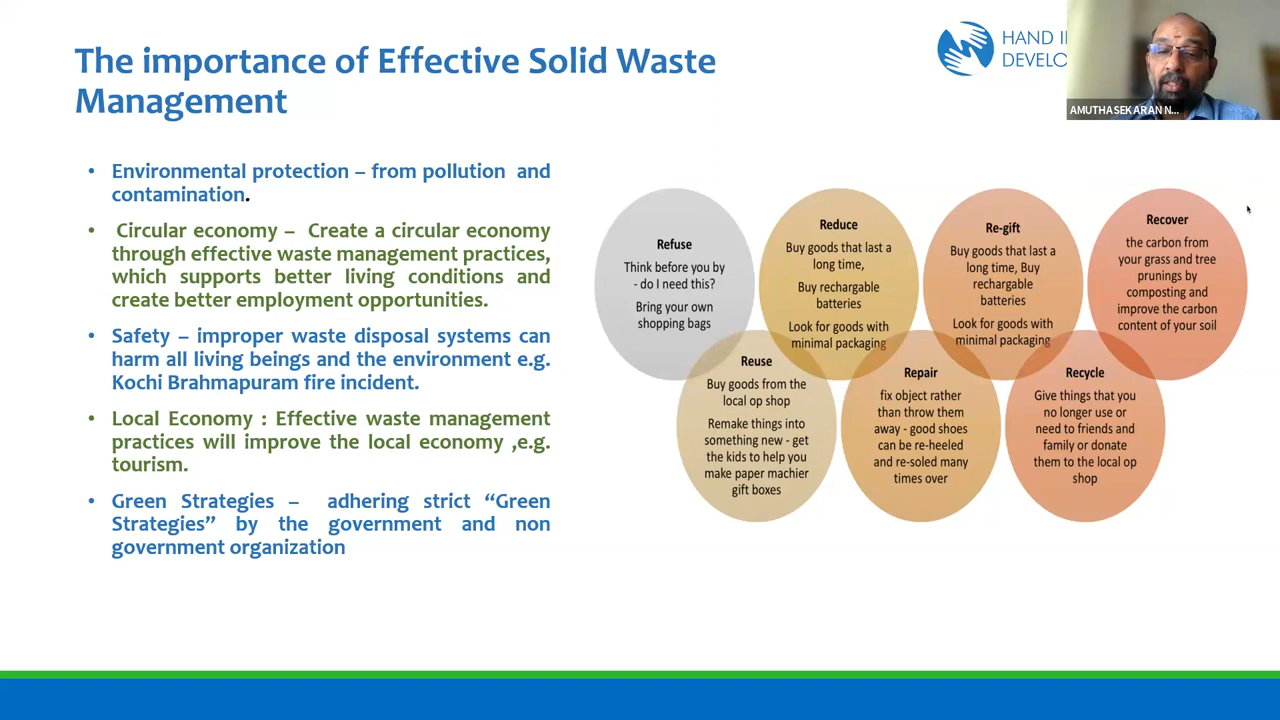 The importance of Effective Solid Waste
Management
HAND I
DEVELO
AMUTHASEKARAN N...
• Environmental protection – from pollution and
contamination.
• Circular economy – Create a circular economy
through effective waste management practices,
which supports better living conditions and
create better employment opportunities.
• Safety – improper waste disposal systems can
harm all living beings and the environment e.g.
Kochi Brahmapuram fire incident.
• Local Economy : Effective waste management
practices will improve the local economy ,e.g.
tourism.
• Green Strategies – adhering strict “Green
Strategies” by the government and non
government organization
Refuse
Think before you by
- do I need this?
Bring your own
shopping bags
Reduce
Buy goods that last a
long time,
Buy rechargable
batteries
Look for goods with
minimal packaging
Re-gift
Buy goods that last a
long time, Buy
rechargable
batteries
Look for goods with
minimal packaging
Recover
the carbon from
your grass and tree
prunings by
composting and
improve the carbon
content of your soil
Reuse
Buy goods from the
local op shop
Remake things into
something new - get
the kids to help you
make paper machier
gift boxes
Repair
fix object rather
than throw them
away - good shoes
can be re-heeled
and re-soled many
times over
Recycle
Give things that you
no longer use or
need to friends and
family or donate
them to the local op
shop